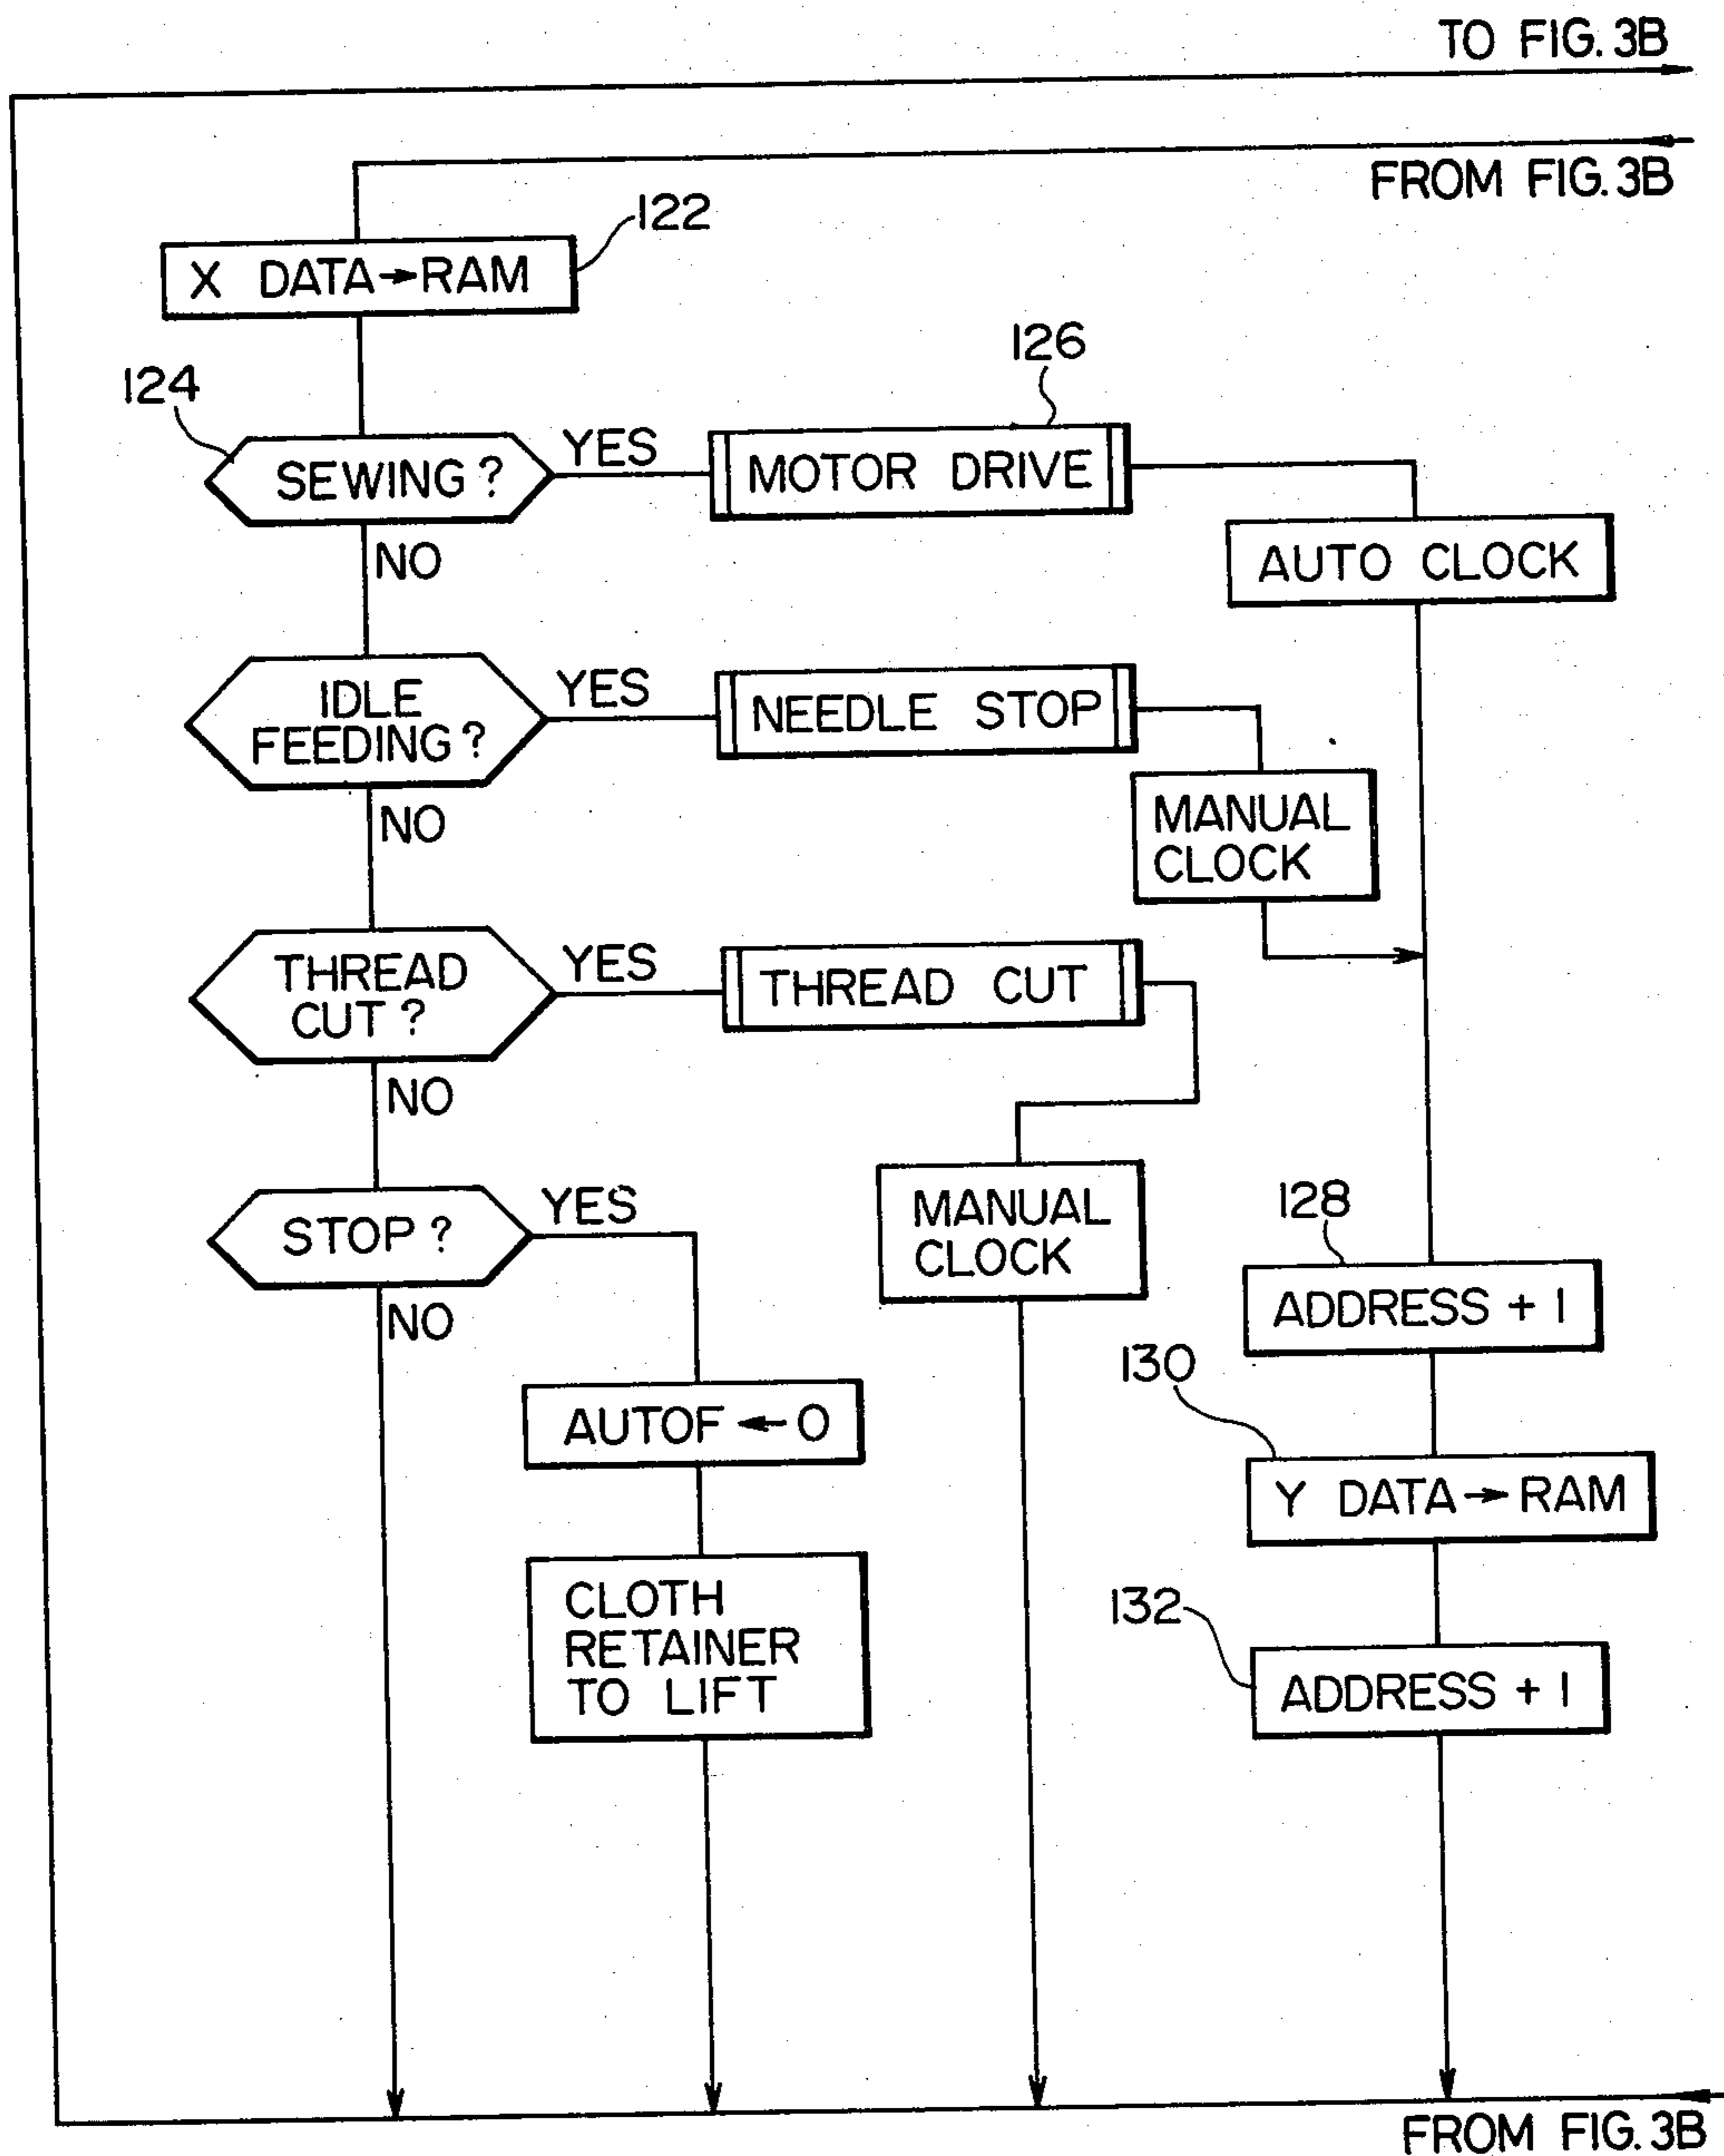 TO FIG. 3B
FROM FIG. 3B
122
X DATA→RAM
126
124
SEWING ?
YES
MOTOR DRIVE
NO
AUTO CLOCK
IDLE
FEEDING ?
YES
NEEDLE STOP
NO
MANUAL
CLOCK
THREAD
CUT ?
YES
THREAD CUT
NO
MANUAL
CLOCK
STOP ?
YES
NO
128
ADDRESS + 1
130
AUTOF ← 0
Y DATA → RAM
CLOTH
RETAINER
TO LIFT
132
ADDRESS + 1
FROM FIG. 3B